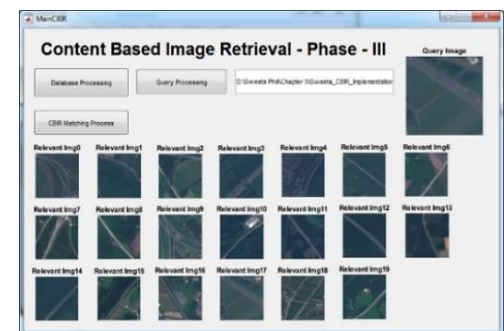 MainCBIR
Content Based Image Retrieval - Phase - III
Query Image
Database Processing
Query Processing
D:\Sweeta Phd\Chapter 5\Sweeta_CBIR_Implementation
CBIR Matching Process
Relevant Img0
Relevant Img1
Relevant Img2
Relevant Img3
Relevant Img4
Relevant Img5
Relevant Img6
Relevant Img7
Relevant Img8
Relevant Img9
Relevant Img10
Relevant Img11
Relevant Img12
Relevant Img13
Relevant Img14
Relevant Img15
Relevant Img16
Relevant Img17
Relevant Img18
Relevant Img19